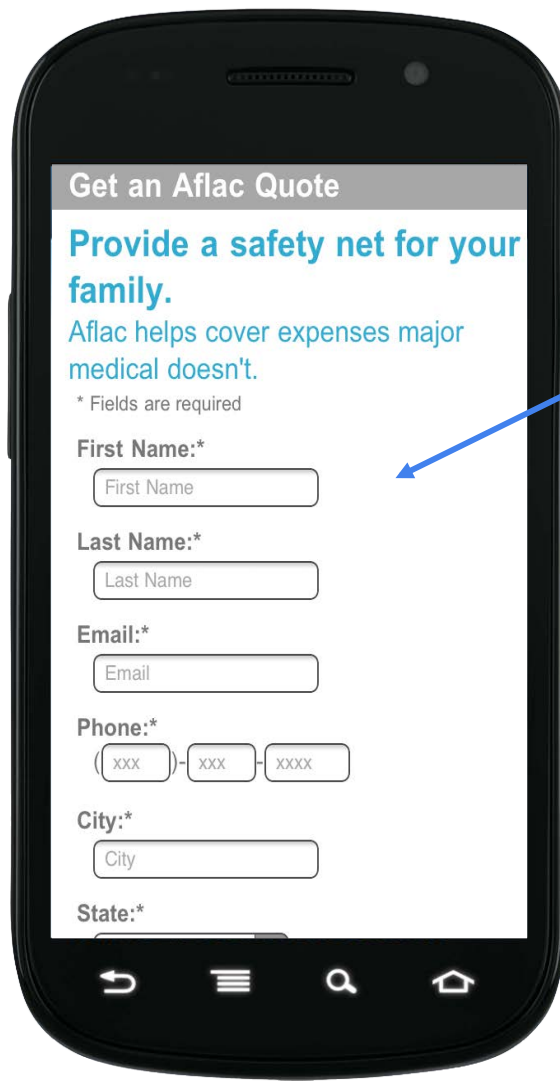 Get an Aflac Quote
Provide a safety net for your
family.
Aflac helps cover expenses major
medical doesn't.
* Fields are required
First Name:*
First Name
Last Name:*
Last Name
Email:*
Email
Phone:*
(xxx)-xxx-xxxx
City:*
City
State:*